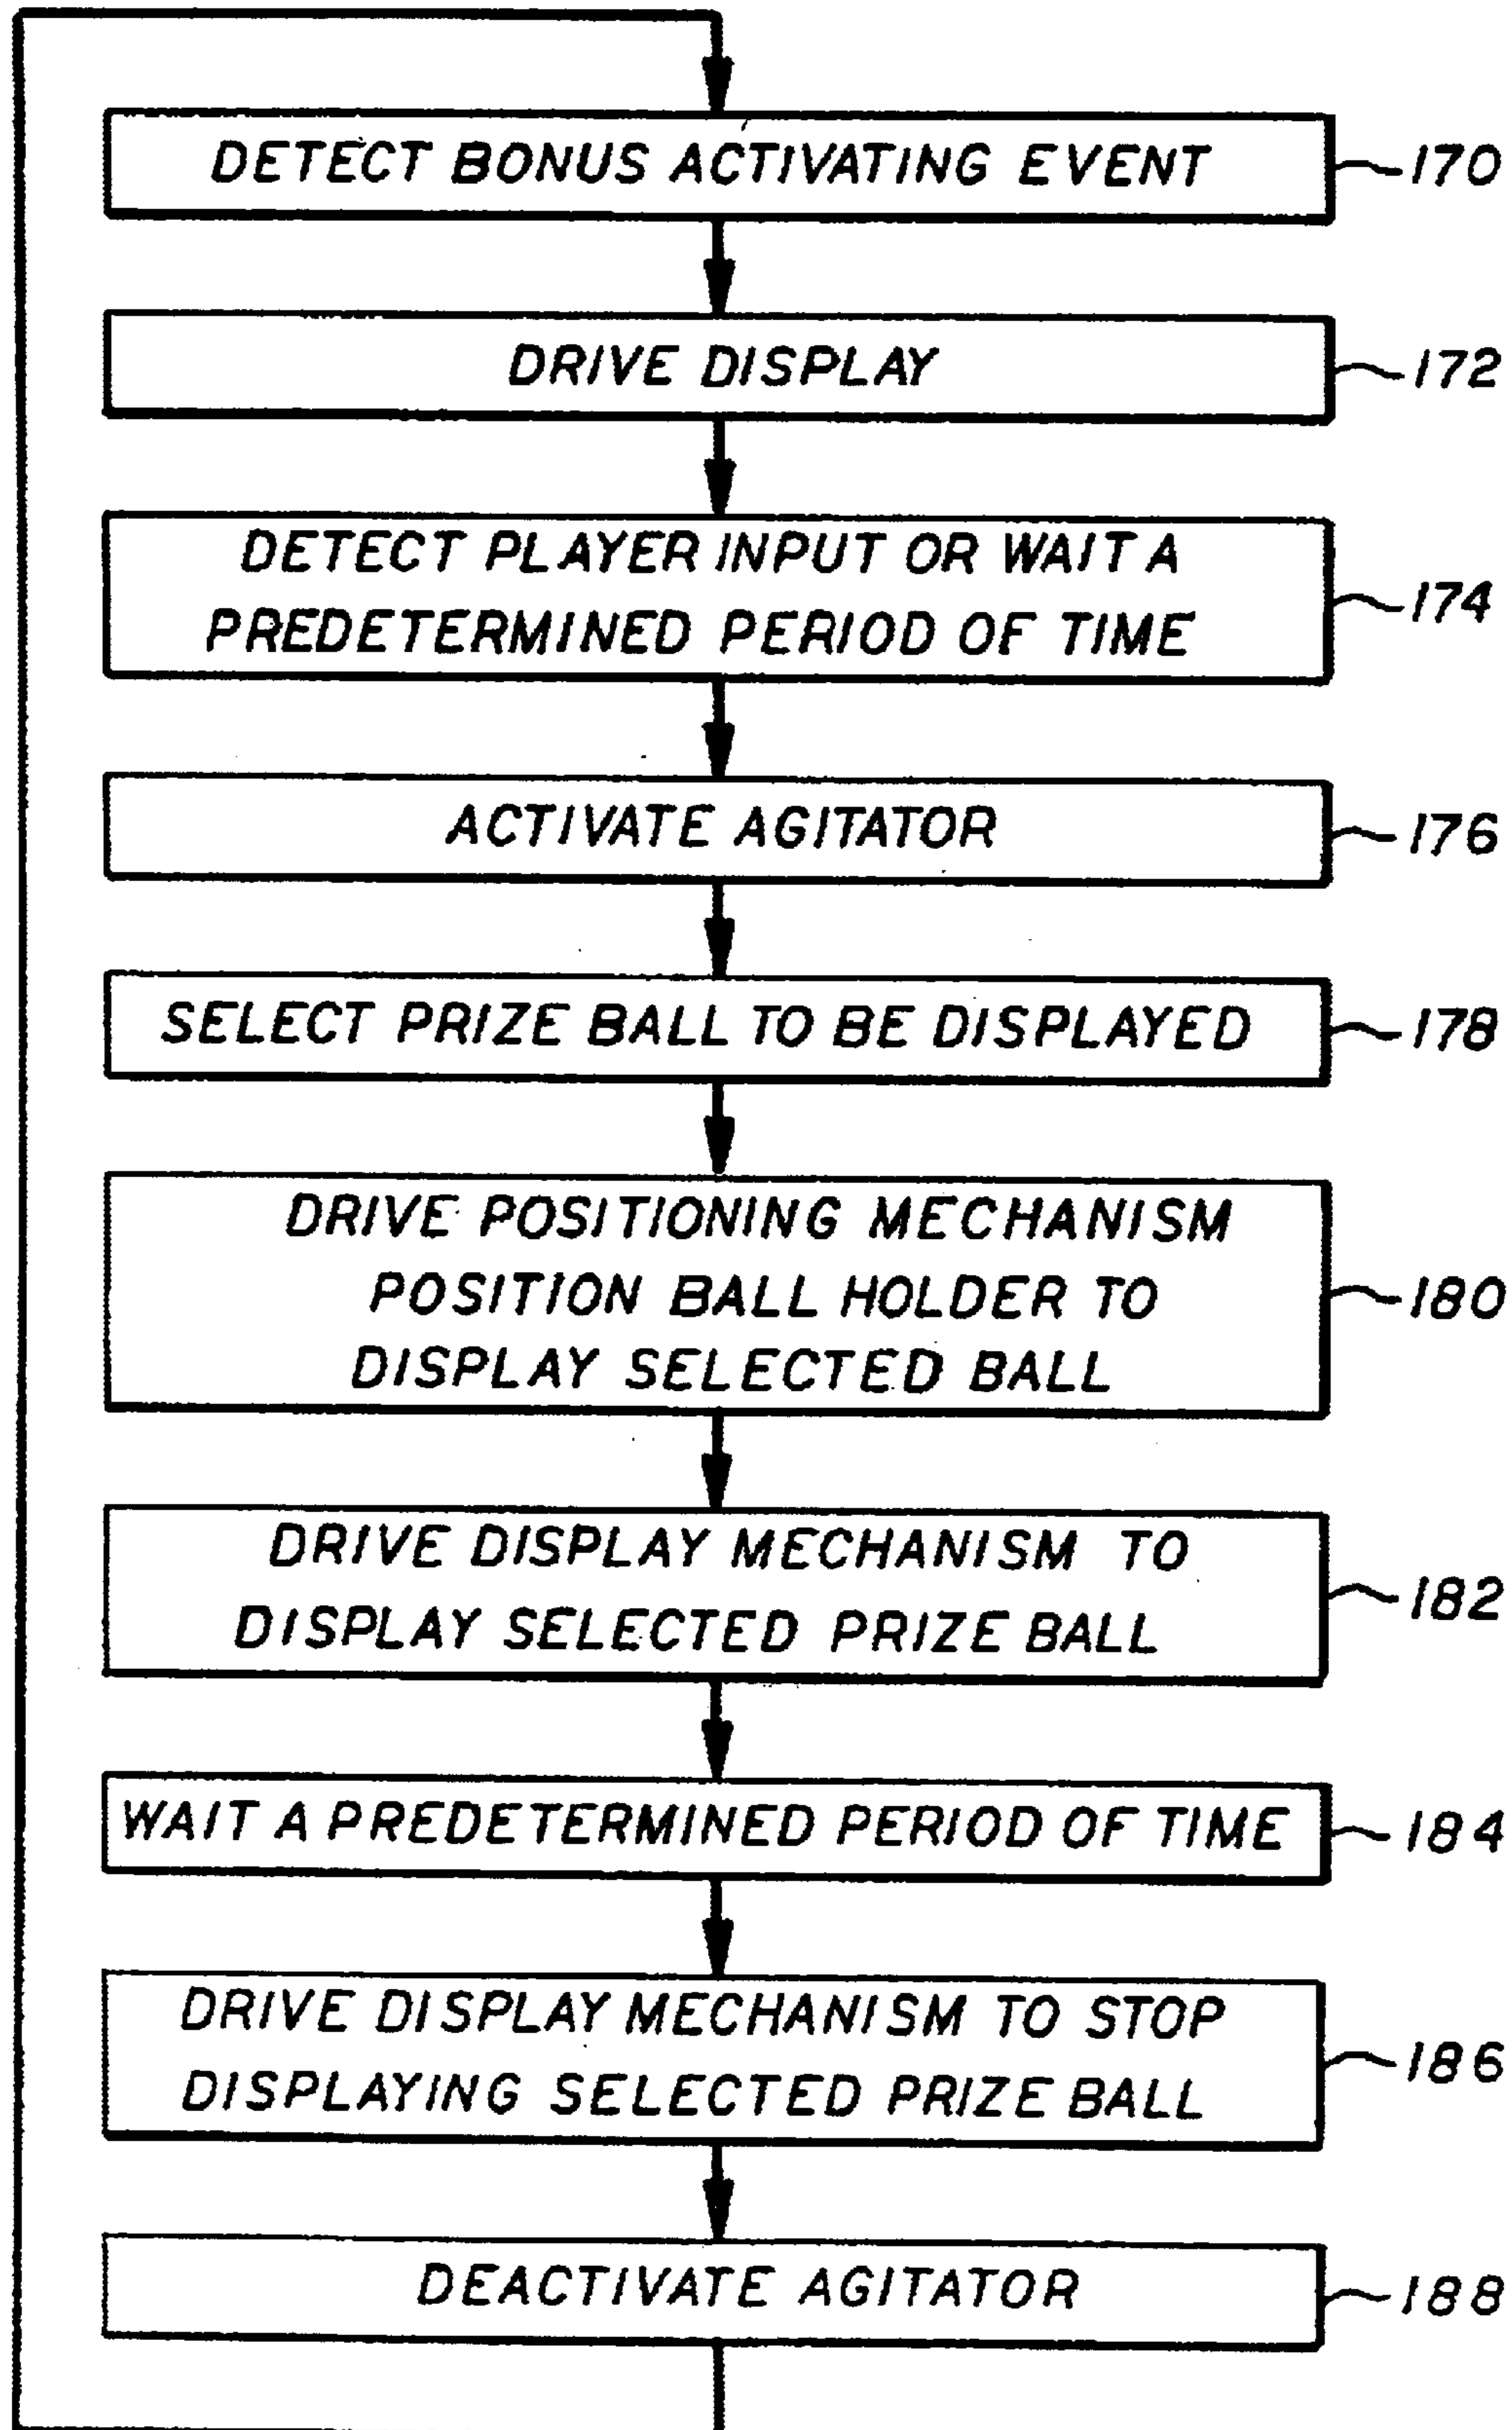 DETECT BONUS ACTIVATING EVENT
170
DRIVE DISPLAY
172
DETECT PLAYER INPUT OR WAIT A
PREDETERMINED PERIOD OF TIME
174
ACTIVATE AGITATOR
176
SELECT PRIZE BALL TO BE DISPLAYED
178
DRIVE POSITIONING MECHANISM
POSITION BALL HOLDER TO
DISPLAY SELECTED BALL
180
DRIVE DISPLAY MECHANISM TO
DISPLAY SELECTED PRIZE BALL
182
WAIT A PREDETERMINED PERIOD OF TIME
184
DRIVE DISPLAY MECHANISM TO STOP
DISPLAYING SELECTED PRIZE BALL
186
DEACTIVATE AGITATOR
188